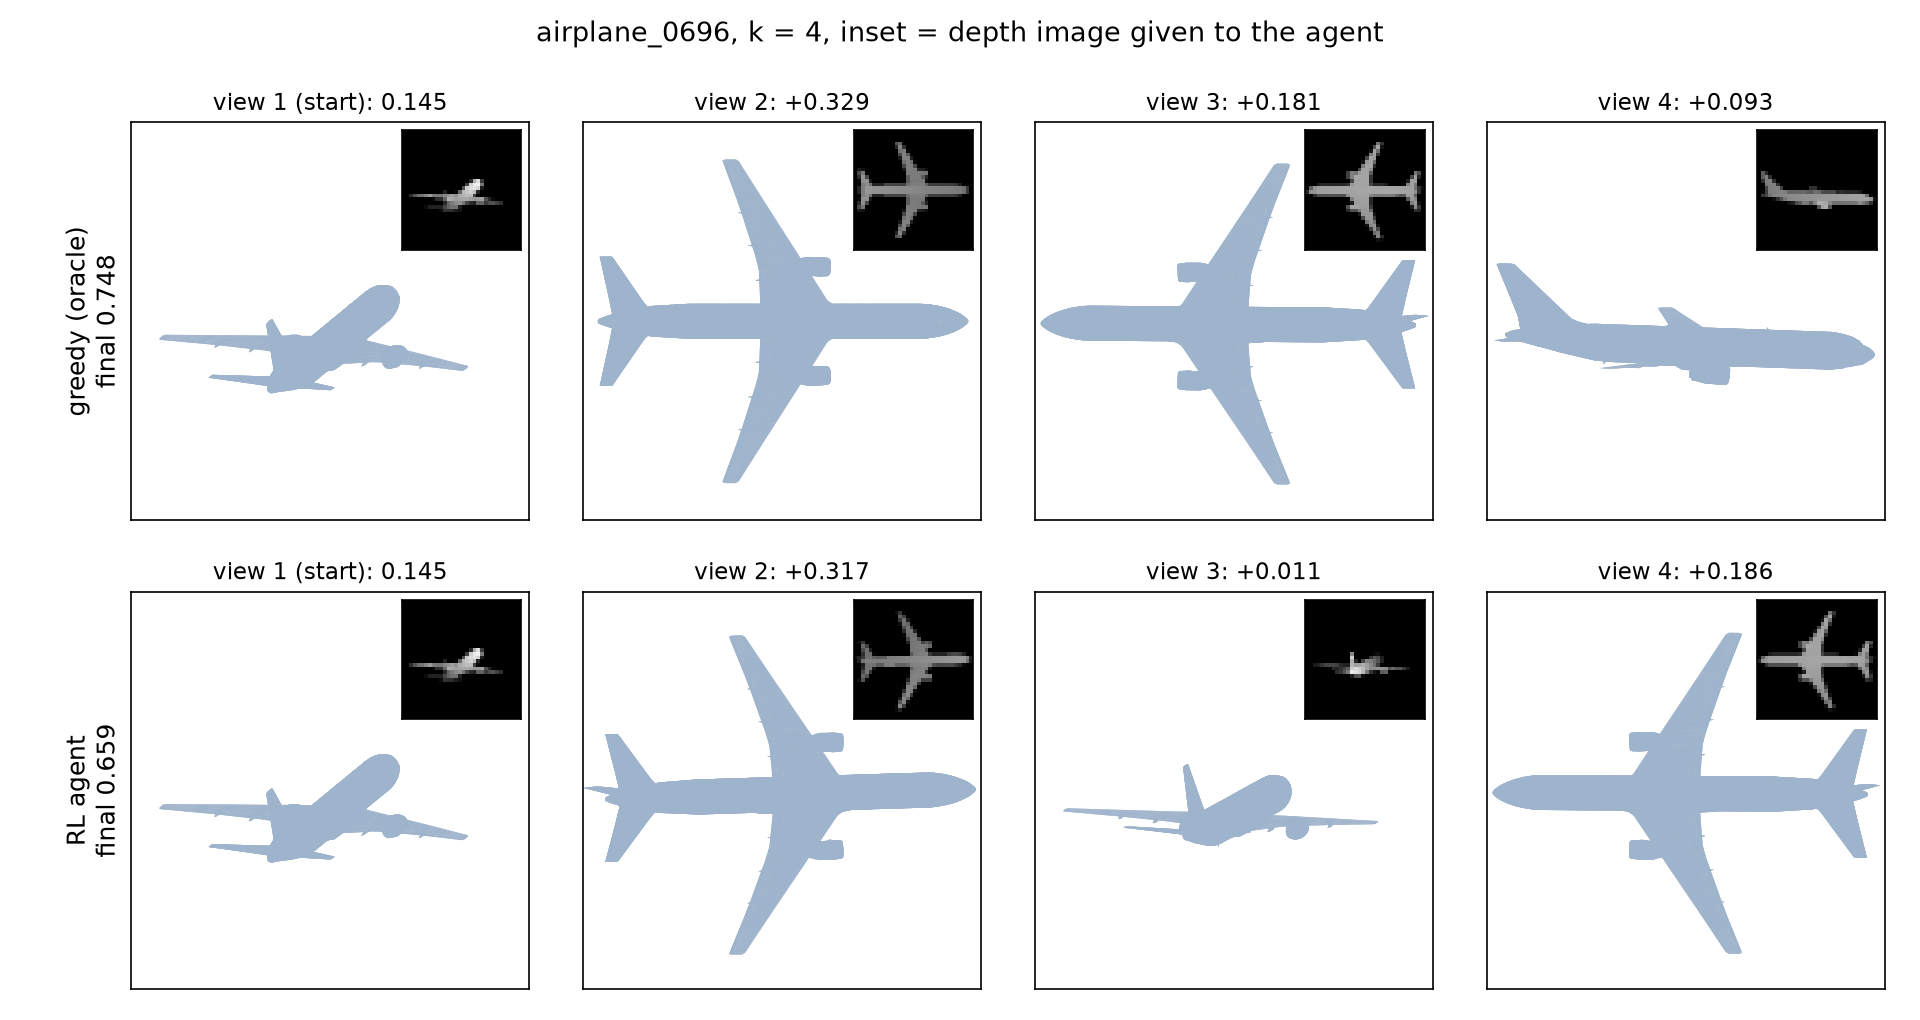 airplane_0696, k = 4, inset = depth image given to the agent
greedy (oracle)
final 0.748
view 1 (start): 0.145
view 2: +0.329
view 3: +0.181
view 4: +0.093
RL agent
final 0.659
view 1 (start): 0.145
view 2: +0.317
view 3: +0.011
view 4: +0.186